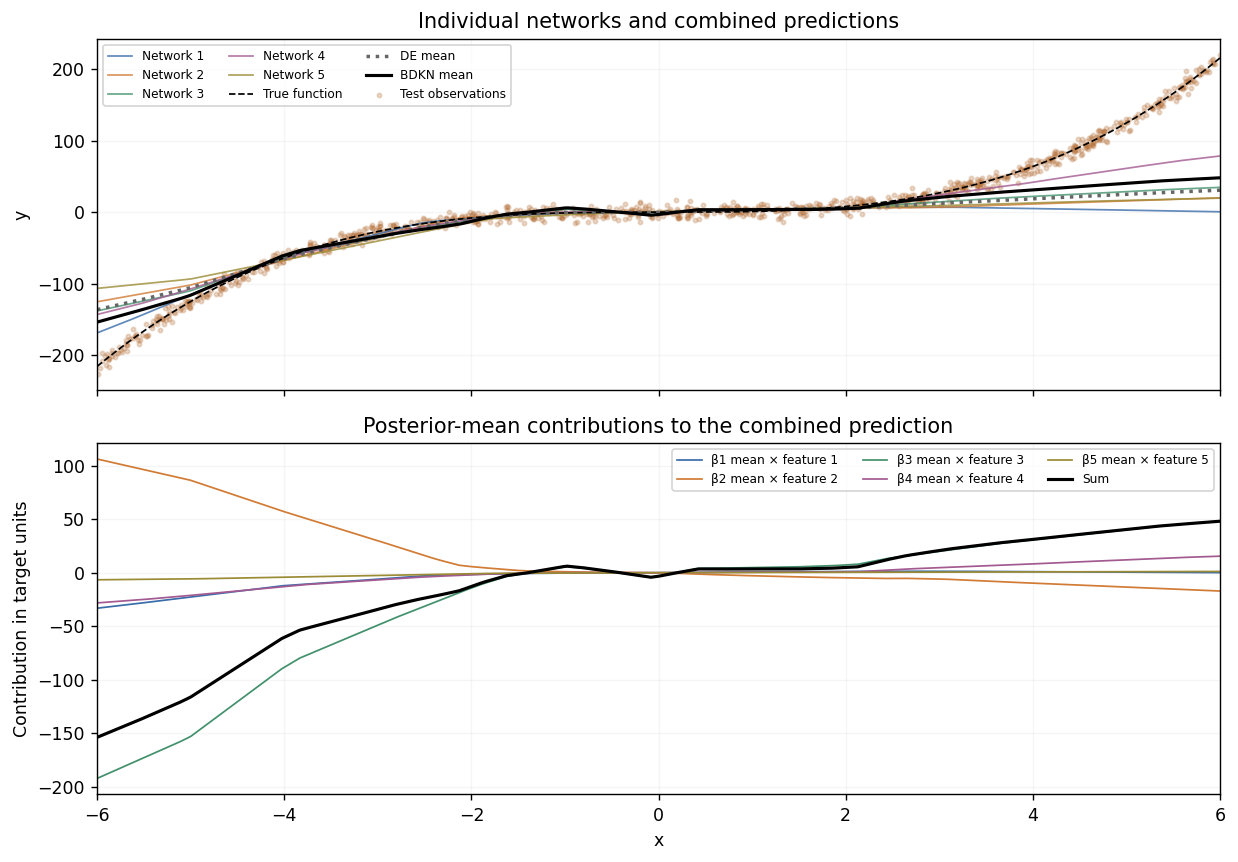 Individual networks and combined predictions
Network 1
Network 2
Network 3
Network 4
Network 5
True function
DE mean
BDKN mean
Test observations
y
200
100
0
−100
−200
Posterior-mean contributions to the combined prediction
β1 mean × feature 1
β2 mean × feature 2
β3 mean × feature 3
β4 mean × feature 4
β5 mean × feature 5
Sum
Contribution in target units
100
50
0
−50
−100
−150
−200
−6 −4 −2 0 2 4 6
x